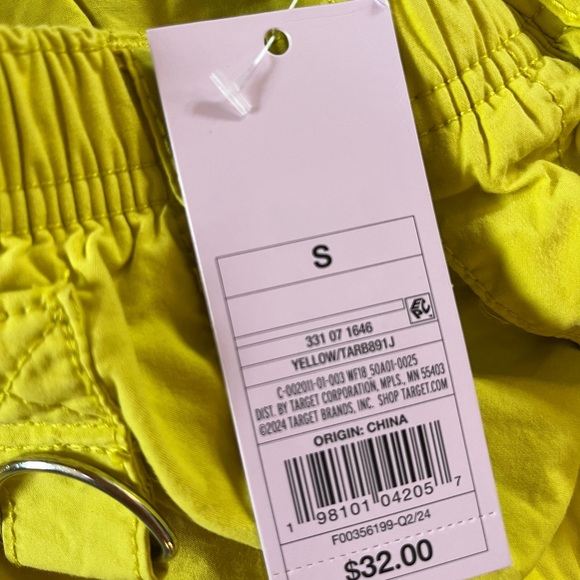 S
331 07 1646
YELLOW/TARB891J
C-002011-01-003 WF18 50A01-0025
DIST. BY TARGET CORPORATION, MPLS., MN 55403
©2024 TARGET BRANDS, INC. SHOP TARGET.COM
ORIGIN: CHINA
1 98101 04205 7
F00356199-Q2/24
$32.00